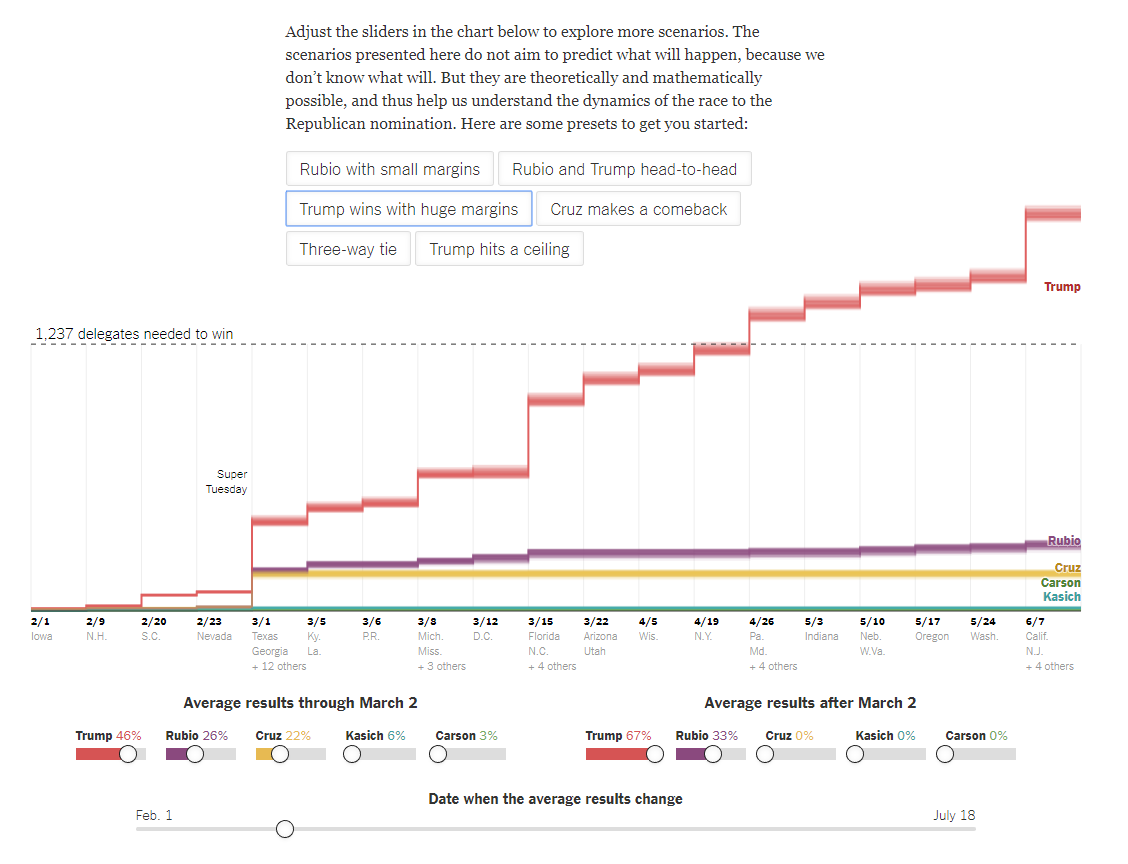 Adjust the sliders in the chart below to explore more scenarios. The
scenarios presented here do not aim to predict what will happen, because we
don’t know what will. But they are theoretically and mathematically
possible, and thus help us understand the dynamics of the race to the
Republican nomination. Here are some presets to get you started:
Rubio with small margins
Rubio and Trump head-to-head
Trump wins with huge margins
Cruz makes a comeback
Three-way tie
Trump hits a ceiling
Trump
1,237 delegates needed to win
Super
Tuesday
Rubio
Cruz
Carson
Kasich
2/1 2/9 2/20 2/23 3/1 3/5 3/6 3/8 3/12 3/15 3/22 4/5 4/19 4/26 5/3 5/10 5/17 5/24 6/7
Iowa N.H. S.C. Nevada Texas Ky. P.R. Mich. D.C. Florida Arizona Wis. N.Y. Pa. Indiana Neb. Oregon Wash. Calif.
Georgia La. Miss. N.C. Utah Md. W.Va. N.J.
+ 12 others + 3 others + 4 others + 4 others + 4 others
Average results through March 2
Trump 46% Rubio 26% Cruz 22% Kasich 6% Carson 3%
Average results after March 2
Trump 67% Rubio 33% Cruz 0% Kasich 0% Carson 0%
Date when the average results change
Feb. 1
July 18